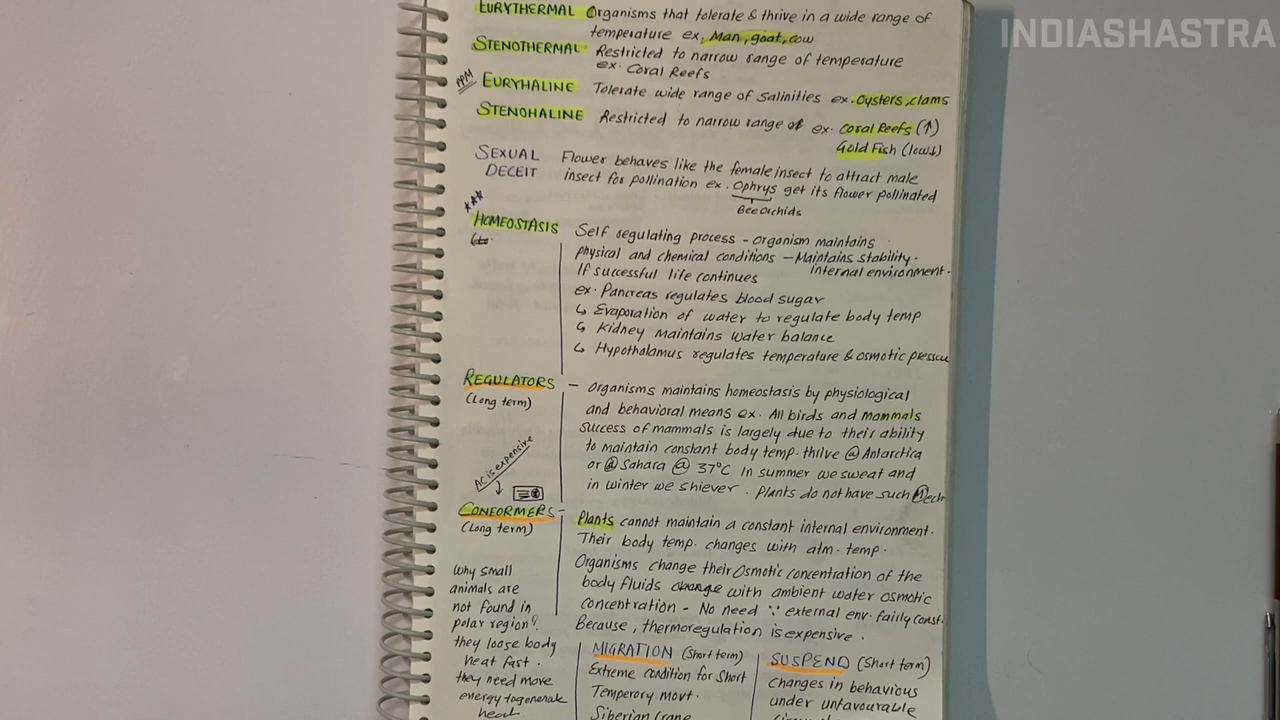 INDIASHASTRA
EURYTHERMAL Organisms that tolerate & thrive in a wide range of
temperature ex. Man, goat, cow
STENOTHERMAL Restricted to narrow range of temperature
ex. Coral Reefs
PPM
EURYHALINE Tolerate wide range of Salinities ex. Oysters, clams
STENOHALINE Restricted to narrow range of ex. Coral Reefs (↑)
Gold Fish (low↓)
SEXUAL DECEIT Flower behaves like the female insect to attract male
insect for pollination ex. Ophrys get its flower pollinated
Bee Orchids
HOMEOSTASIS Self regulating process - organism maintains
physical and chemical conditions - Maintains stability.
internal environment.
If successful life continues
ex. Pancreas regulates blood sugar
↳ Evaporation of water to regulate body temp
↳ Kidney Maintains Water balance
↳ Hypothalamus regulates temperature & osmotic pressure
REGULATORS - Organisms maintains homeostasis by physiological
(Long term)
and behavioral means ex. All birds and mammals
success of mammals is largely due to their ability
to maintain constant body temp. thrive @ Antarctica
or @ Sahara @ 37°C In summer we sweat and
in winter we shiever. Plants do not have such Mech
AC is expensive
CONFORMERS - Plants cannot maintain a constant internal environment.
(Long term)
Their body temp. changes with atm. temp.
Organisms change their Osmotic concentration of the
body fluids change with ambient water osmotic
concentration - No need ∵ external env. fairly const.
Because, thermoregulation is expensive.
Why small
animals are
not found in
polar region?
they loose body
heat fast.
they need more
energy to generate
heat
MIGRATION (Short term)
Extreme condition for Short
Temperory movt.
Siberian Crane
SUSPEND (Short term)
changes in behavious
under unfavourable